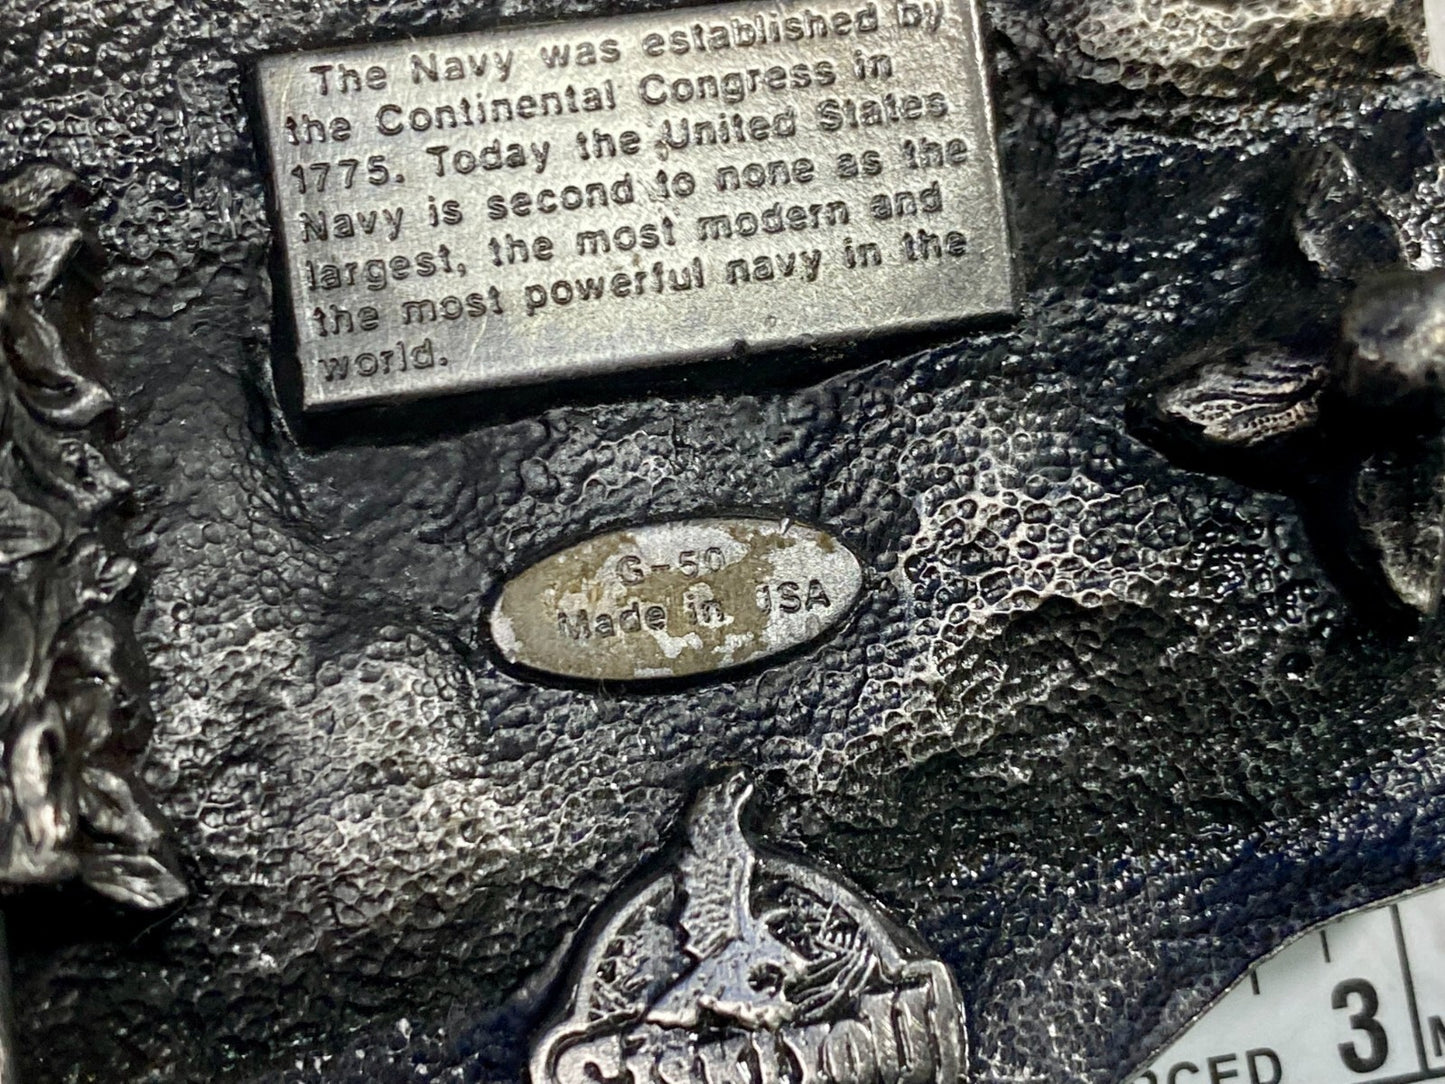 The Navy was established by
the Continental Congress in
1775. Today the United States
Navy is second to none as the
largest, the most modern and
the most powerful navy in the
world.
G-50
Made in USA
SISKIYOU
3
RCED